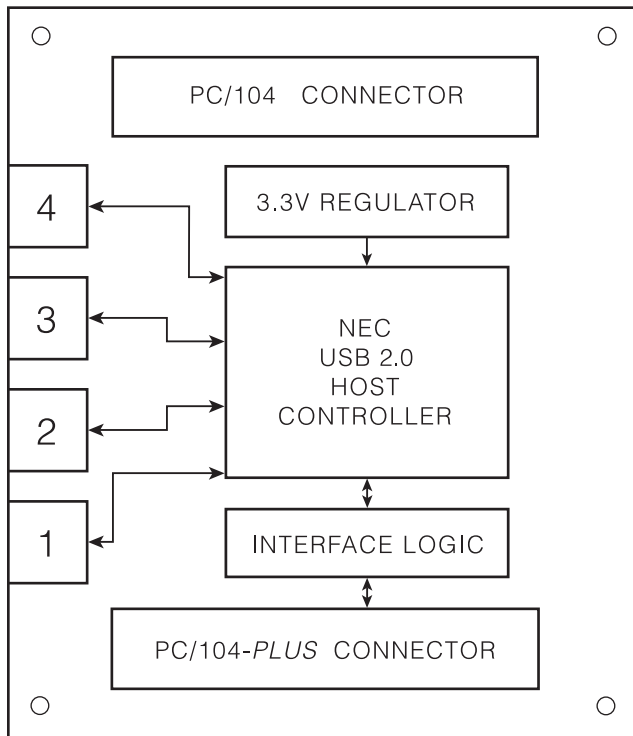 PC/104 CONNECTOR
4
3.3V REGULATOR
3
NEC
USB 2.0
HOST
CONTROLLER
2
1
INTERFACE LOGIC
PC/104-PLUS CONNECTOR